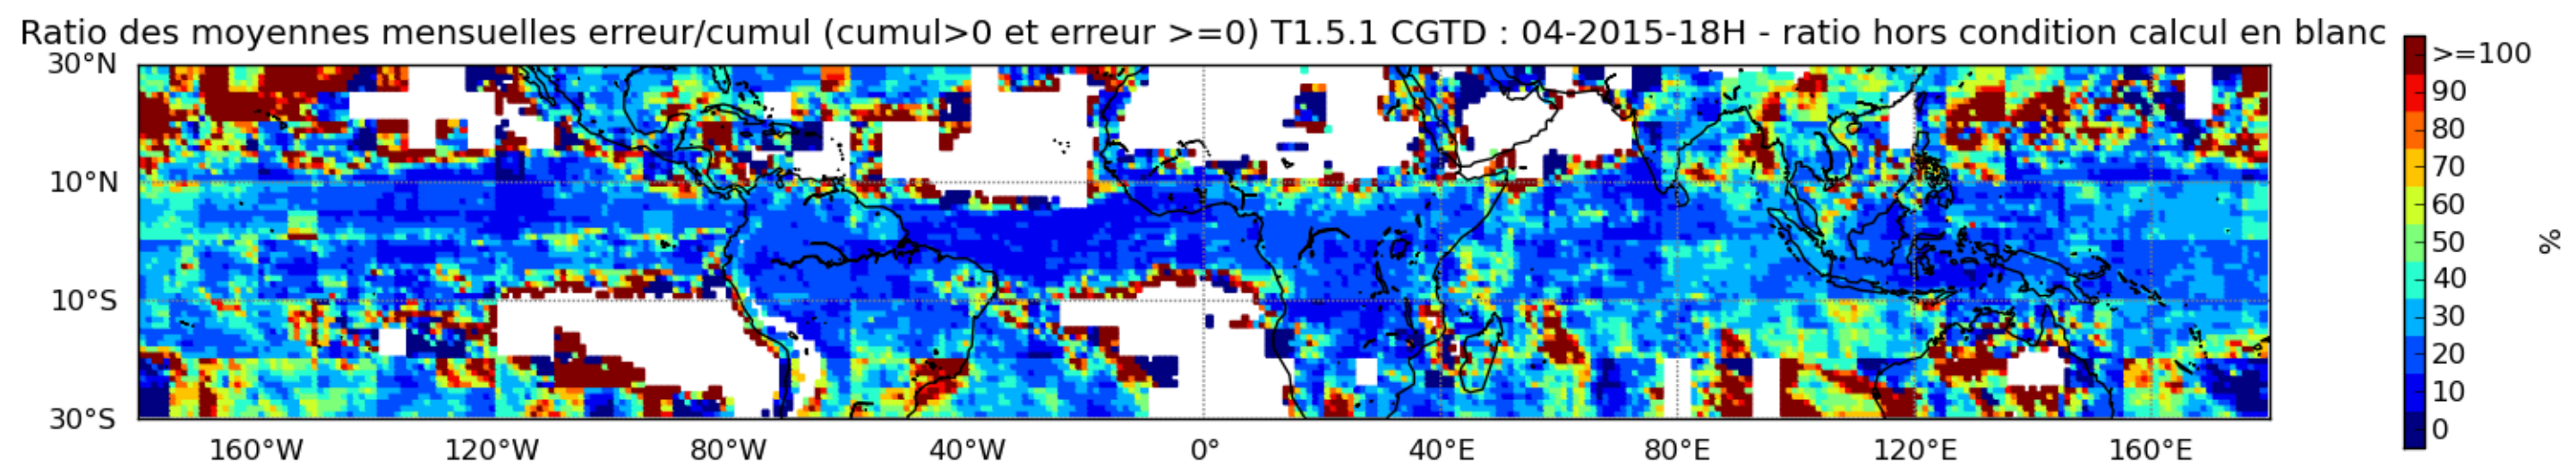 Ratio des moyennes mensuelles erreur/cumul (cumul>0 et erreur >=0) T1.5.1 CGTD : 04-2015-18H - ratio hors condition calcul en blanc
30°N
10°N
10°S
30°S
160°W 120°W 80°W 40°W 0° 40°E 80°E 120°E 160°E
>=100
90
80
70
60
50
40
30
20
10
0
%